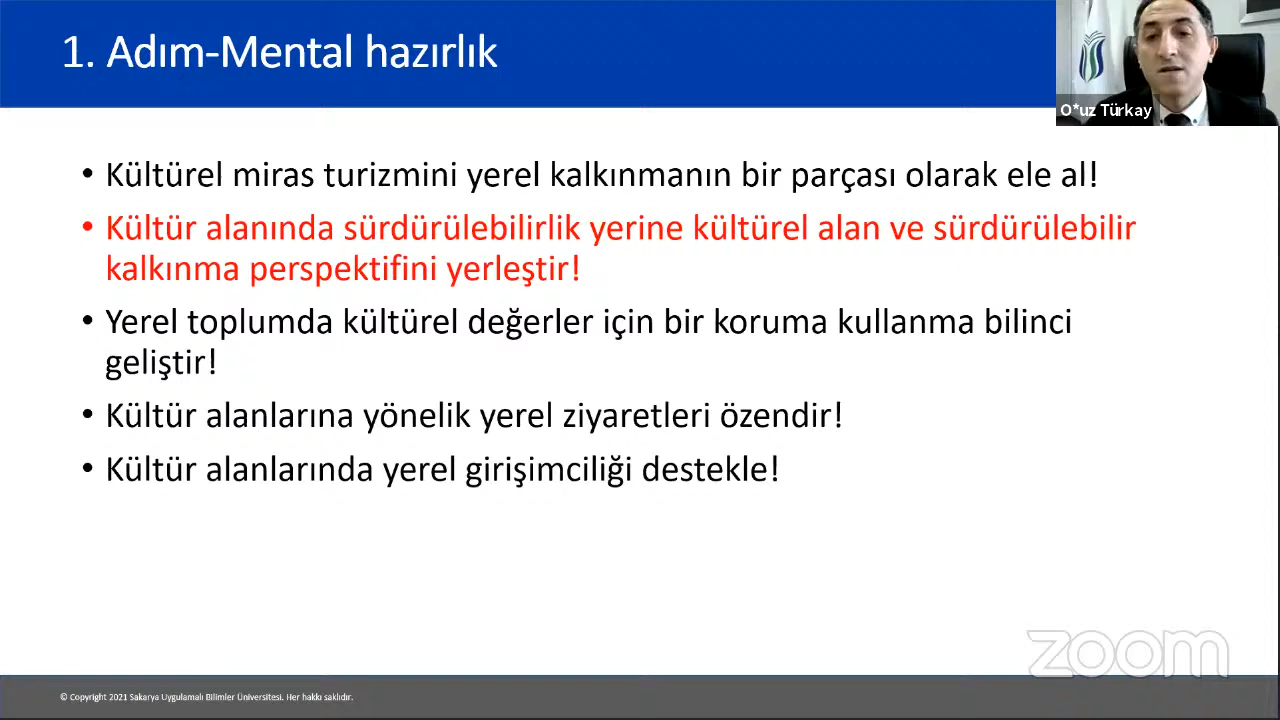 1. Adım-Mental hazırlık
O*uz Türkay
• Kültürel miras turizmini yerel kalkınmanın bir parçası olarak ele al!
• Kültür alanında sürdürülebilirlik yerine kültürel alan ve sürdürülebilir
kalkınma perspektifini yerleştir!
• Yerel toplumda kültürel değerler için bir koruma kullanma bilinci
geliştir!
• Kültür alanlarına yönelik yerel ziyaretleri özendir!
• Kültür alanlarında yerel girişimciliği destekle!
zoom
© Copyright 2021 Sakarya Uygulamalı Bilimler Üniversitesi. Her hakkı saklıdır.